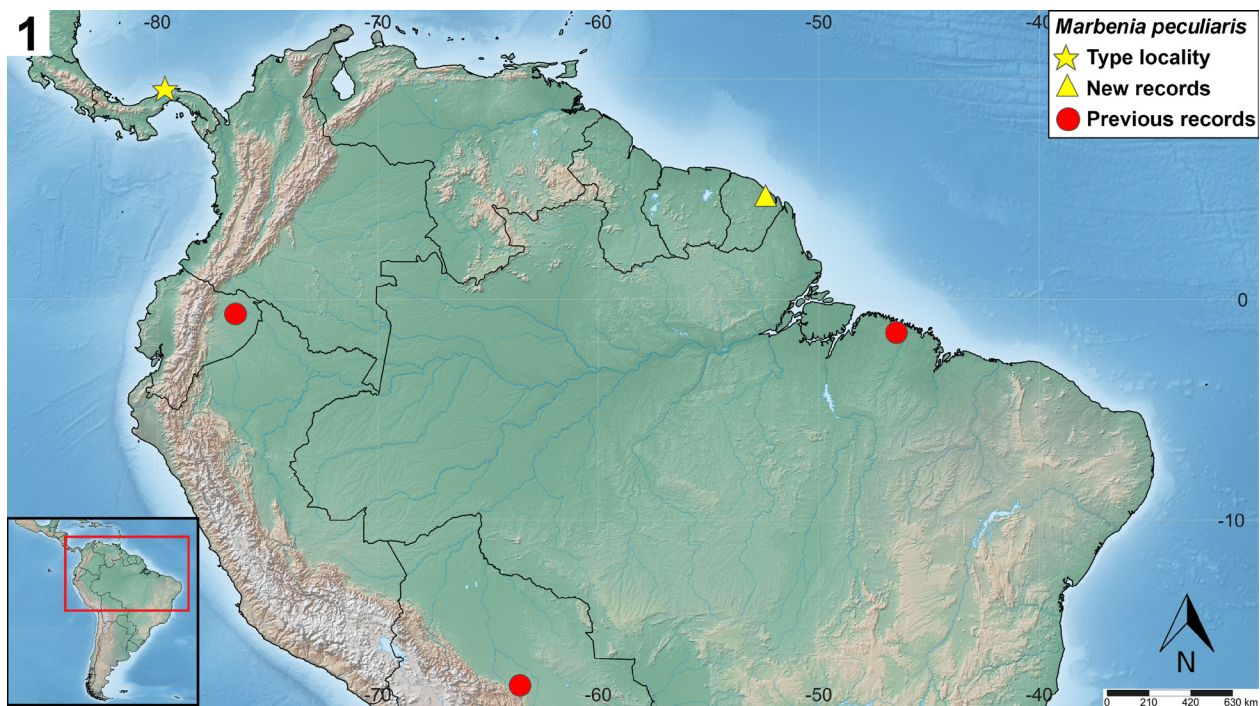 1
-80
-70
-60
-50
-40
Marbenia peculiaris
Type locality
New records
Previous records
0
-10
-70
-60
-50
-40
N
0 210 420 630 km